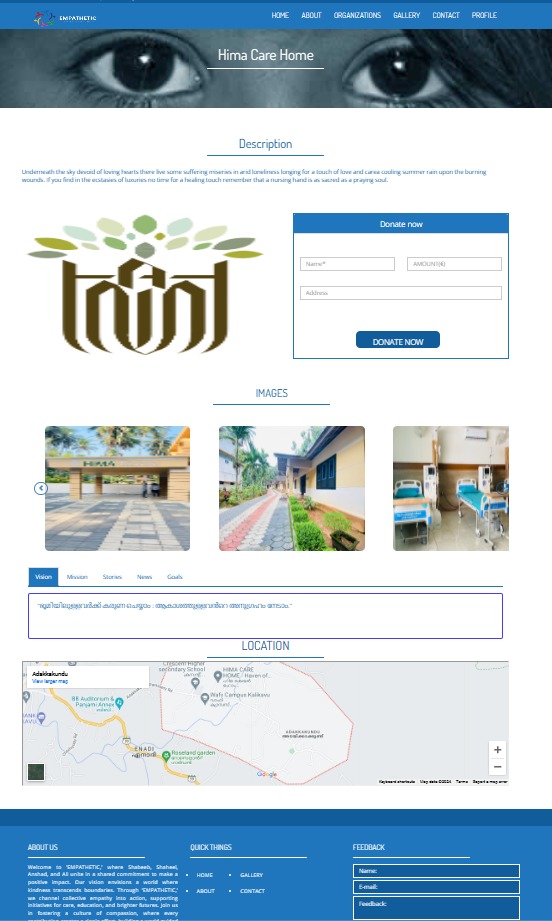 EMPATHETIC
HOME ABOUT ORGANIZATIONS GALLERY CONTACT PROFILE
Hima Care Home
Description
Underneath the sky devoid of loving hearts there live some suffering miseries in and loneliness longing for a touch of love and carea cooling summer rain upon the burning
wounds. If you find in the ecstasies of luxuries no time for a healing touch remember that a nursing hand is as sacred as a praying soul.
Donate now
Name*
AMOUNT(₹)
Address
DONATE NOW
IMAGES
HIMA
Vision Mission Stories News Goals
"ഭൂമിയിലുള്ളവർക്ക് കരുണ ചെയ്യാം : ആകാശത്തുള്ളവൻറെ അനുഗ്രഹം നേടാം."
LOCATION
Adakkakundu
View larger map
Crescent Higher
secondary School
HIMA CARE
HOME - Haven of
Wafy Campus Kalikavu
BB Auditorium &
Panjami Annex
ENADI
Roseland garden
ADAKKAKUNDU
Google
Keyboard shortcuts Map data ©2024 Terms Report a map error
ABOUT US
Welcome to 'EMPATHETIC,' where Shabeeb, Shaheel,
Anshad, and Ali unite in a shared commitment to make a
positive impact. Our vision envisions a world where
kindness transcends boundaries. Through 'EMPATHETIC,'
we channel collective empathy into action, supporting
initiatives for care, education, and brighter futures. Join us
in fostering a culture of compassion, where every
QUICK THINGS
HOME
GALLERY
ABOUT
CONTACT
FEEDBACK
Name:
E-mail:
Feedback: